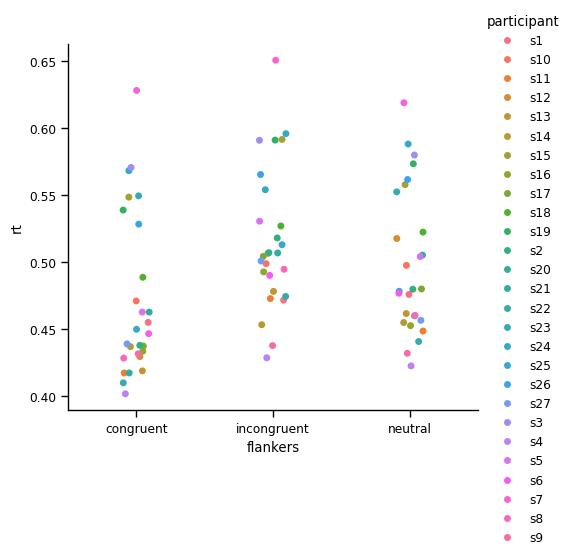 participant
s1
s10
s11
s12
s13
s14
s15
s16
s17
s18
s19
s2
s20
s21
s22
s23
s24
s25
s26
s27
s3
s4
s5
s6
s7
s8
s9
0.65
0.60
0.55
0.50
0.45
0.40
rt
congruent
incongruent
neutral
flankers